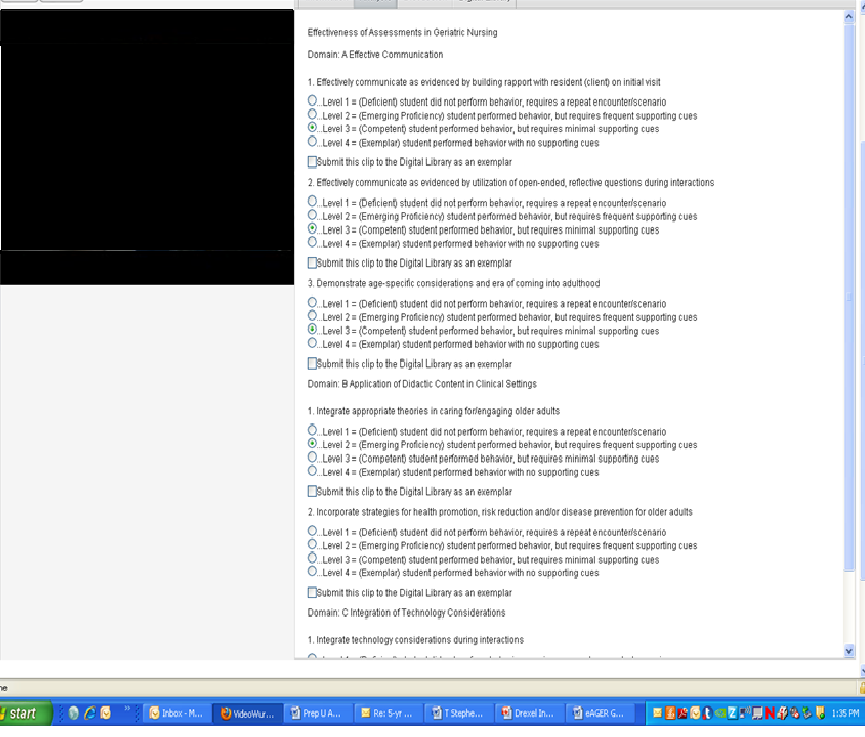 Effectiveness of Assessments in Geriatric Nursing
Domain: A Effective Communication
1. Effectively communicate as evidenced by building rapport with resident (client) on initial visit
...Level 1 = (Deficient) student did not perform behavior, requires a repeat encounter/scenario
...Level 2 = (Emerging Proficiency) student performed behavior, but requires frequent supporting cues
...Level 3 = (Competent) student performed behavior, but requires minimal supporting cues
...Level 4 = (Exemplar) student performed behavior with no supporting cues
Submit this clip to the Digital Library as an exemplar
2. Effectively communicate as evidenced by utilization of open-ended, reflective questions during interactions
...Level 1 = (Deficient) student did not perform behavior, requires a repeat encounter/scenario
...Level 2 = (Emerging Proficiency) student performed behavior, but requires frequent supporting cues
...Level 3 = (Competent) student performed behavior, but requires minimal supporting cues
...Level 4 = (Exemplar) student performed behavior with no supporting cues
Submit this clip to the Digital Library as an exemplar
3. Demonstrate age-specific considerations and era of coming into adulthood
...Level 1 = (Deficient) student did not perform behavior, requires a repeat encounter/scenario
...Level 2 = (Emerging Proficiency) student performed behavior, but requires frequent supporting cues
...Level 3 = (Competent) student performed behavior, but requires minimal supporting cues
...Level 4 = (Exemplar) student performed behavior with no supporting cues
Submit this clip to the Digital Library as an exemplar
Domain: B Application of Didactic Content in Clinical Settings
1. Integrate appropriate theories in caring for/engaging older adults
...Level 1 = (Deficient) student did not perform behavior, requires a repeat encounter/scenario
...Level 2 = (Emerging Proficiency) student performed behavior, but requires frequent supporting cues
...Level 3 = (Competent) student performed behavior, but requires minimal supporting cues
...Level 4 = (Exemplar) student performed behavior with no supporting cues
Submit this clip to the Digital Library as an exemplar
2. Incorporate strategies for health promotion, risk reduction and/or disease prevention for older adults
...Level 1 = (Deficient) student did not perform behavior, requires a repeat encounter/scenario
...Level 2 = (Emerging Proficiency) student performed behavior, but requires frequent supporting cues
...Level 3 = (Competent) student performed behavior, but requires minimal supporting cues
...Level 4 = (Exemplar) student performed behavior with no supporting cues
Submit this clip to the Digital Library as an exemplar
Domain: C Integration of Technology Considerations
1. Integrate technology considerations during interactions
ne
start Inbox - M... VideoWur... Prep U A... Re: 5-yr ... T Stephe... Drexel In... eAGER G... 1:35 PM